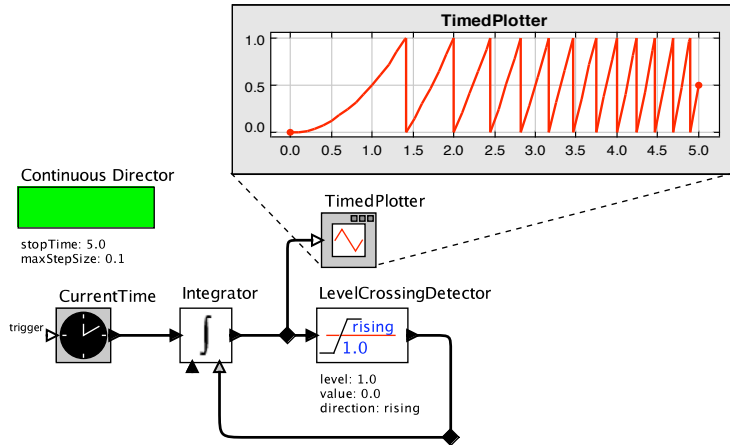 TimedPlotter
1.0
0.5
0.0
0.0 0.5 1.0 1.5 2.0 2.5 3.0 3.5 4.0 4.5 5.0
Continuous Director
stopTime: 5.0
maxStepSize: 0.1
TimedPlotter
CurrentTime
Integrator
LevelCrossingDetector
trigger
∫
rising
1.0
level: 1.0
value: 0.0
direction: rising